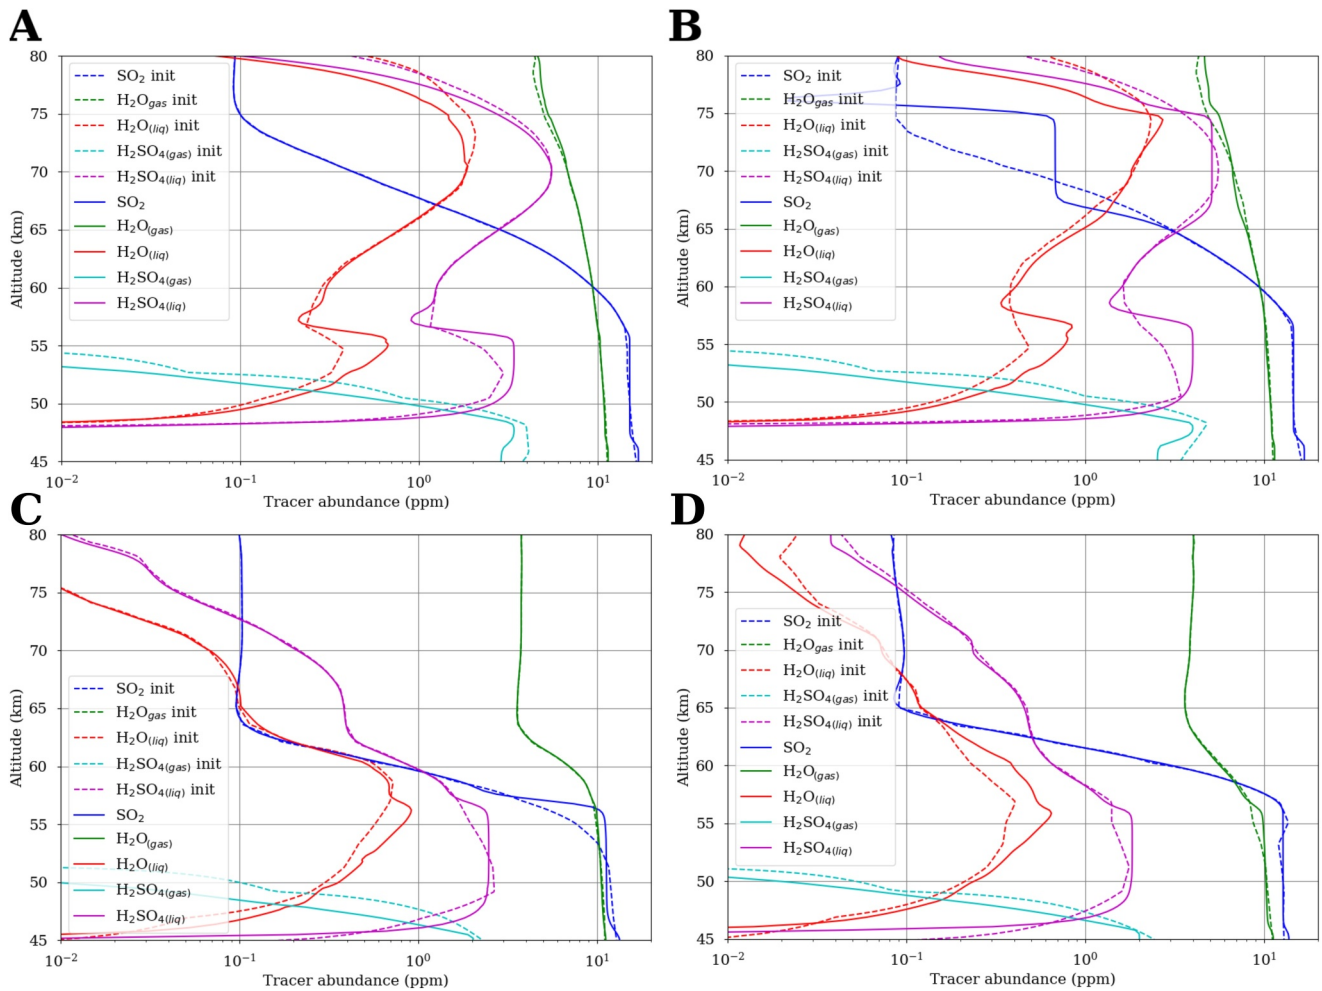 A
80
75
70
65
60
55
50
45
Altitude (km)
SO₂ init
H₂O_gas init
H₂O_(liq) init
H₂SO₄(gas) init
H₂SO₄(liq) init
SO₂
H₂O_(gas)
H₂O_(liq)
H₂SO₄(gas)
H₂SO₄(liq)
10⁻² 10⁻¹ 10⁰ 10¹
Tracer abundance (ppm)
B
80
75
70
65
60
55
50
45
Altitude (km)
SO₂ init
H₂O_gas init
H₂O_(liq) init
H₂SO₄(gas) init
H₂SO₄(liq) init
SO₂
H₂O_(gas)
H₂O_(liq)
H₂SO₄(gas)
H₂SO₄(liq)
10⁻² 10⁻¹ 10⁰ 10¹
Tracer abundance (ppm)
C
80
75
70
65
60
55
50
45
Altitude (km)
SO₂ init
H₂O_gas init
H₂O_(liq) init
H₂SO₄(gas) init
H₂SO₄(liq) init
SO₂
H₂O_(gas)
H₂O_(liq)
H₂SO₄(gas)
H₂SO₄(liq)
10⁻² 10⁻¹ 10⁰ 10¹
Tracer abundance (ppm)
D
80
75
70
65
60
55
50
45
Altitude (km)
SO₂ init
H₂O_gas init
H₂O_(liq) init
H₂SO₄(gas) init
H₂SO₄(liq) init
SO₂
H₂O_(gas)
H₂O_(liq)
H₂SO₄(gas)
H₂SO₄(liq)
10⁻² 10⁻¹ 10⁰ 10¹
Tracer abundance (ppm)